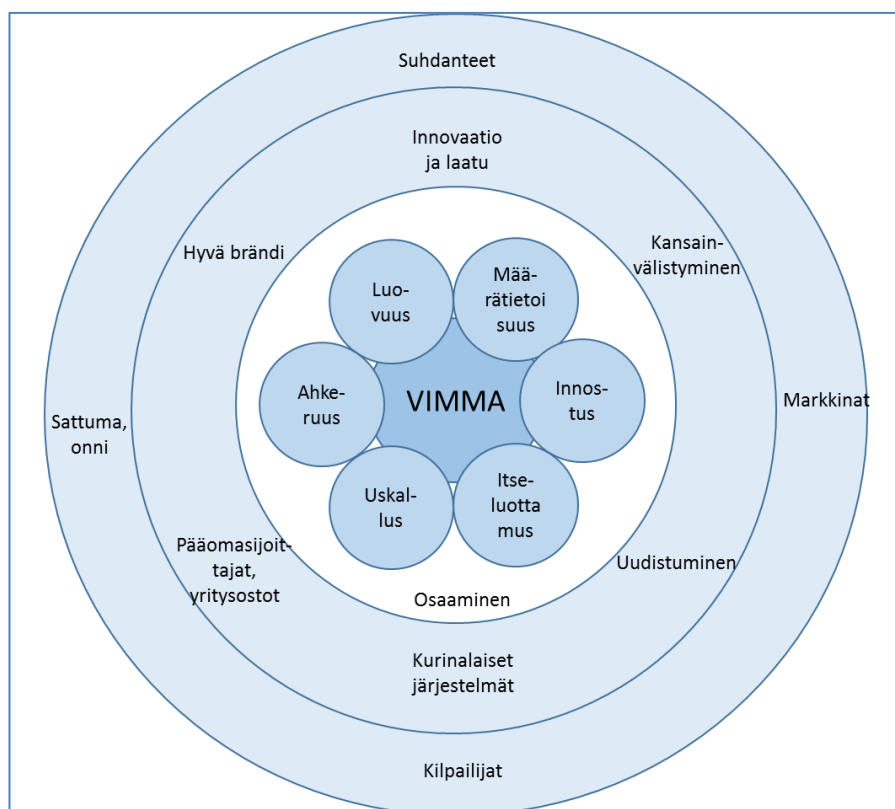 Suhdanteet
Innovaatio
ja laatu
Hyvä brändi
Kansain-
välistyminen
Luo-
vuus
Mää-
rätietoi
suus
Ahke-
ruus
VIMMA
Innos-
tus
Sattuma,
onni
Markkinat
Uskal-
lus
Itse-
luotta
mus
Pääomasijoit-
tajat,
yritysostot
Uudistuminen
Osaaminen
Kurinalaiset
järjestelmät
Kilpailijat